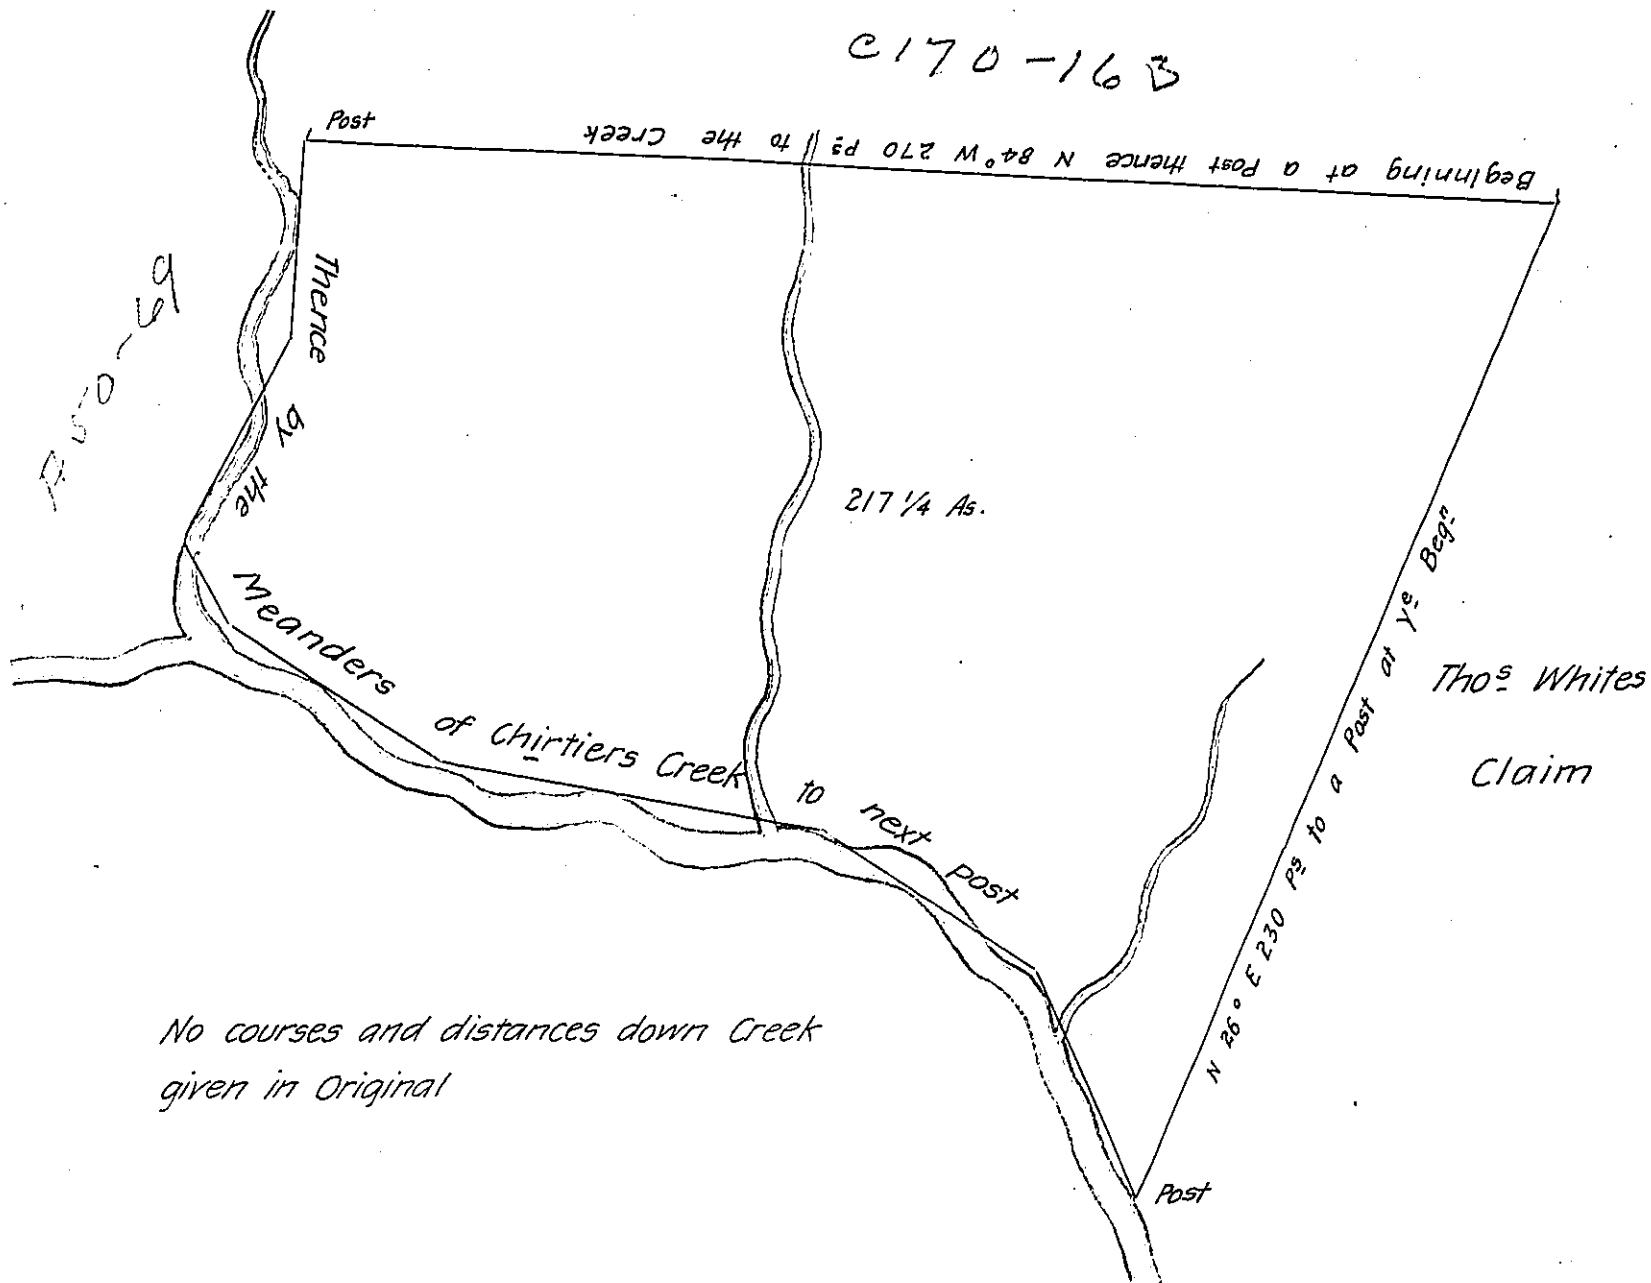 C170-163
Post
Beginning at a Post thence N 84° W 270 Ps to the Creek
Thence by the Meanders of Chirtiers Creek to next post
P-50-69
217 1/4 As.
N 26° E 230 Ps to a Post at Ye Begn
Thos Whites
Claim
No courses and distances down Creek
given in Original
Post